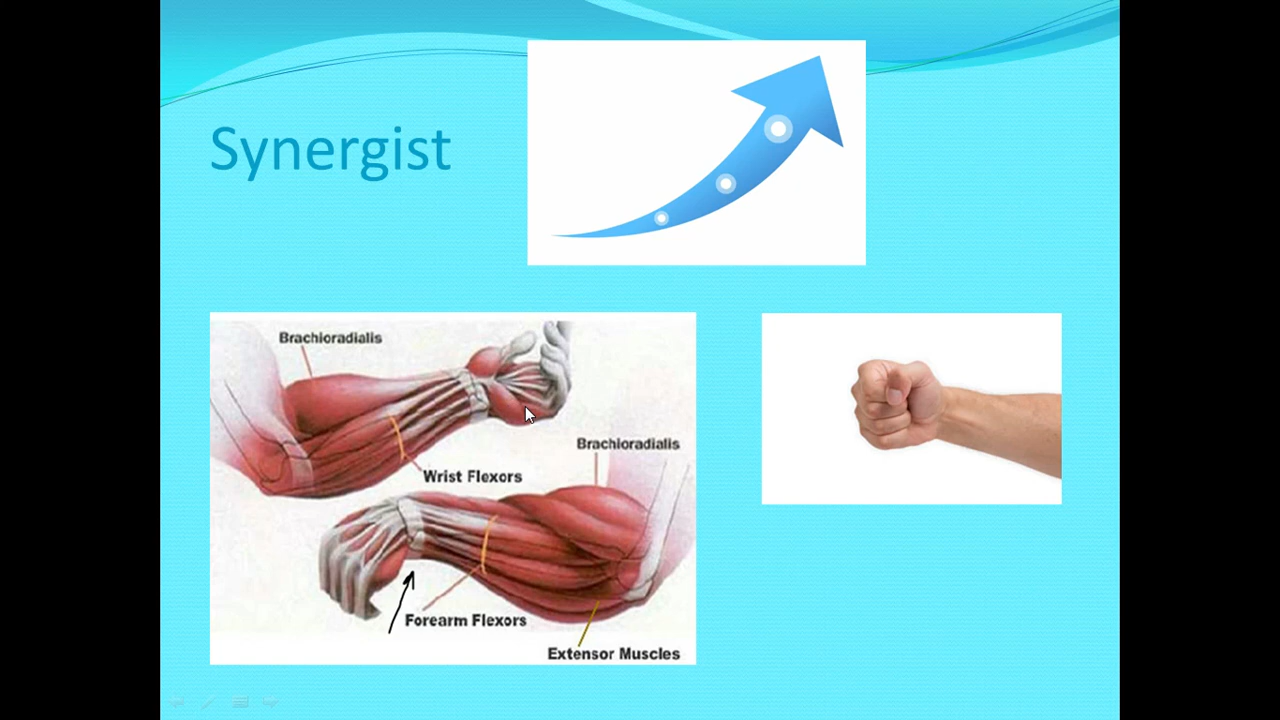 Synergist
Brachioradialis
Wrist Flexors
Brachioradialis
Forearm Flexors
Extensor Muscles